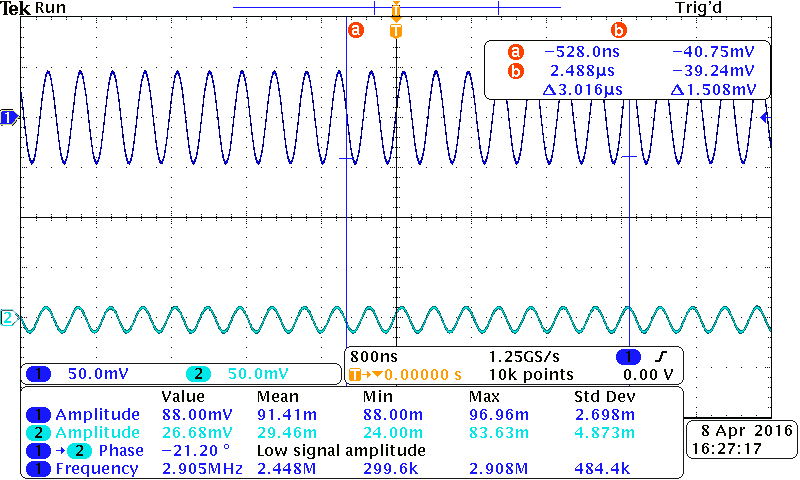 Tek Run Trig'd
a T b
a −528.0ns −40.75mV
b 2.488µs −39.24mV
Δ3.016µs Δ1.508mV
1
2
1 50.0mV 2 50.0mV
800ns 1.25GS/s 1
T→▼0.00000 s 10k points 0.00 V
Value Mean Min Max Std Dev
1 Amplitude 88.00mV 91.41m 88.00m 96.96m 2.698m
2 Amplitude 26.68mV 29.46m 24.00m 83.63m 4.873m
1 → 2 Phase −21.20 ° Low signal amplitude
1 Frequency 2.905MHz 2.448M 299.6k 2.908M 484.4k
8 Apr 2016
16:27:17